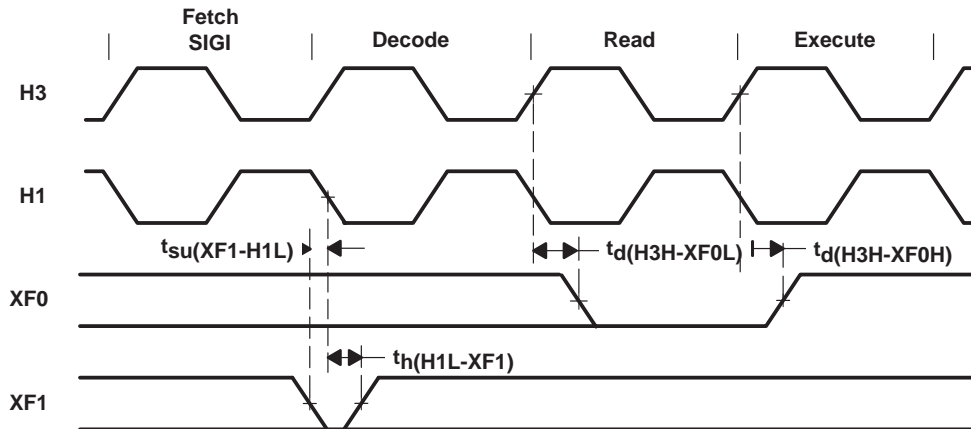 Fetch
SIGI
Decode
Read
Execute
H3
H1
tsu(XF1-H1L)
td(H3H-XF0L)
td(H3H-XF0H)
XF0
th(H1L-XF1)
XF1